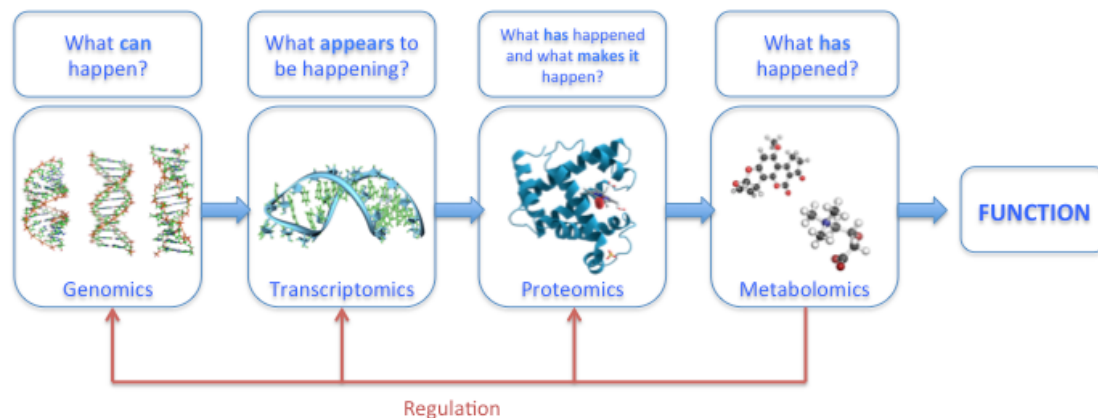 What can
happen?
What appears to
be happening?
What has happened
and what makes it
happen?
What has
happened?
Genomics
Transcriptomics
Proteomics
Metabolomics
FUNCTION
Regulation